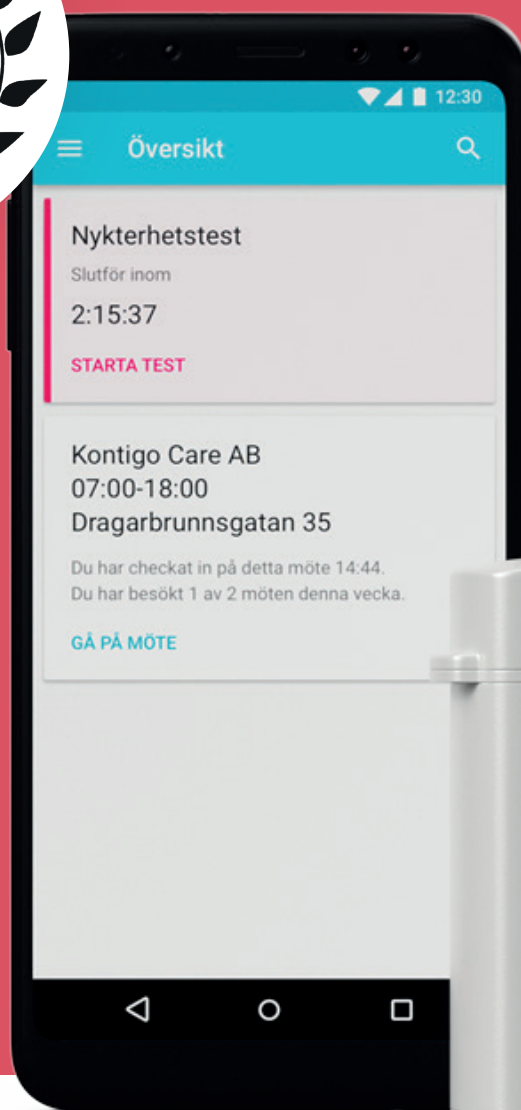 12:30
Översikt
Nykterhetstest
Slutför inom
2:15:37
STARTA TEST
Kontigo Care AB
07:00-18:00
Dragarbrunnsgatan 35
Du har checkat in på detta möte 14:44.
Du har besökt 1 av 2 möten denna vecka.
GÅ PÅ MÖTE